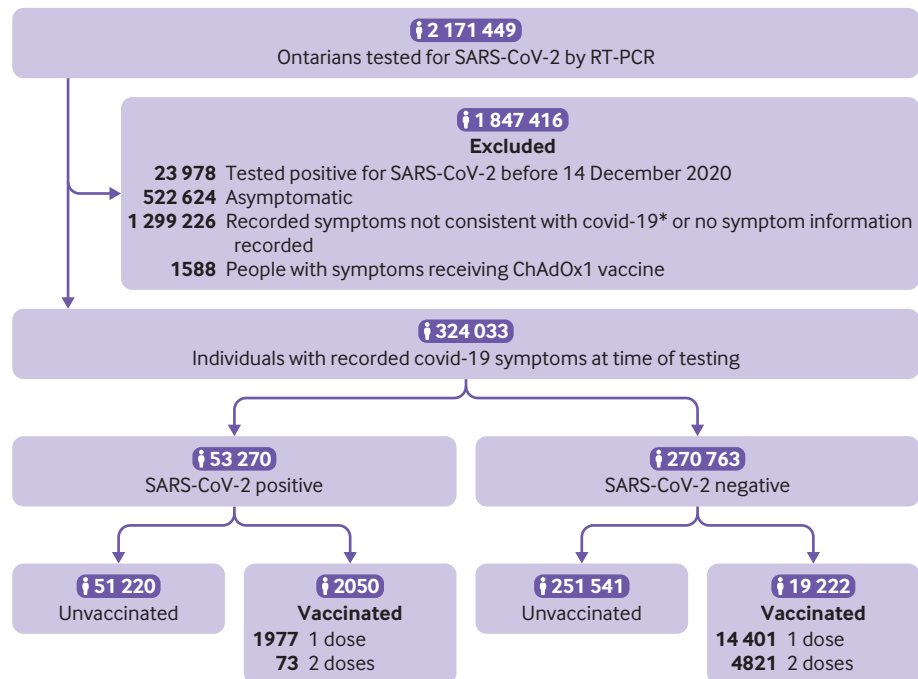 2 171 449
Ontarians tested for SARS-CoV-2 by RT-PCR
1 847 416
Excluded
23 978 Tested positive for SARS-CoV-2 before 14 December 2020
522 624 Asymptomatic
1 299 226 Recorded symptoms not consistent with covid-19* or no symptom information
recorded
1588 People with symptoms receiving ChAdOx1 vaccine
324 033
Individuals with recorded covid-19 symptoms at time of testing
53 270
SARS-CoV-2 positive
270 763
SARS-CoV-2 negative
51 220
Unvaccinated
2050
Vaccinated
1977 1 dose
73 2 doses
251 541
Unvaccinated
19 222
Vaccinated
14 401 1 dose
4821 2 doses